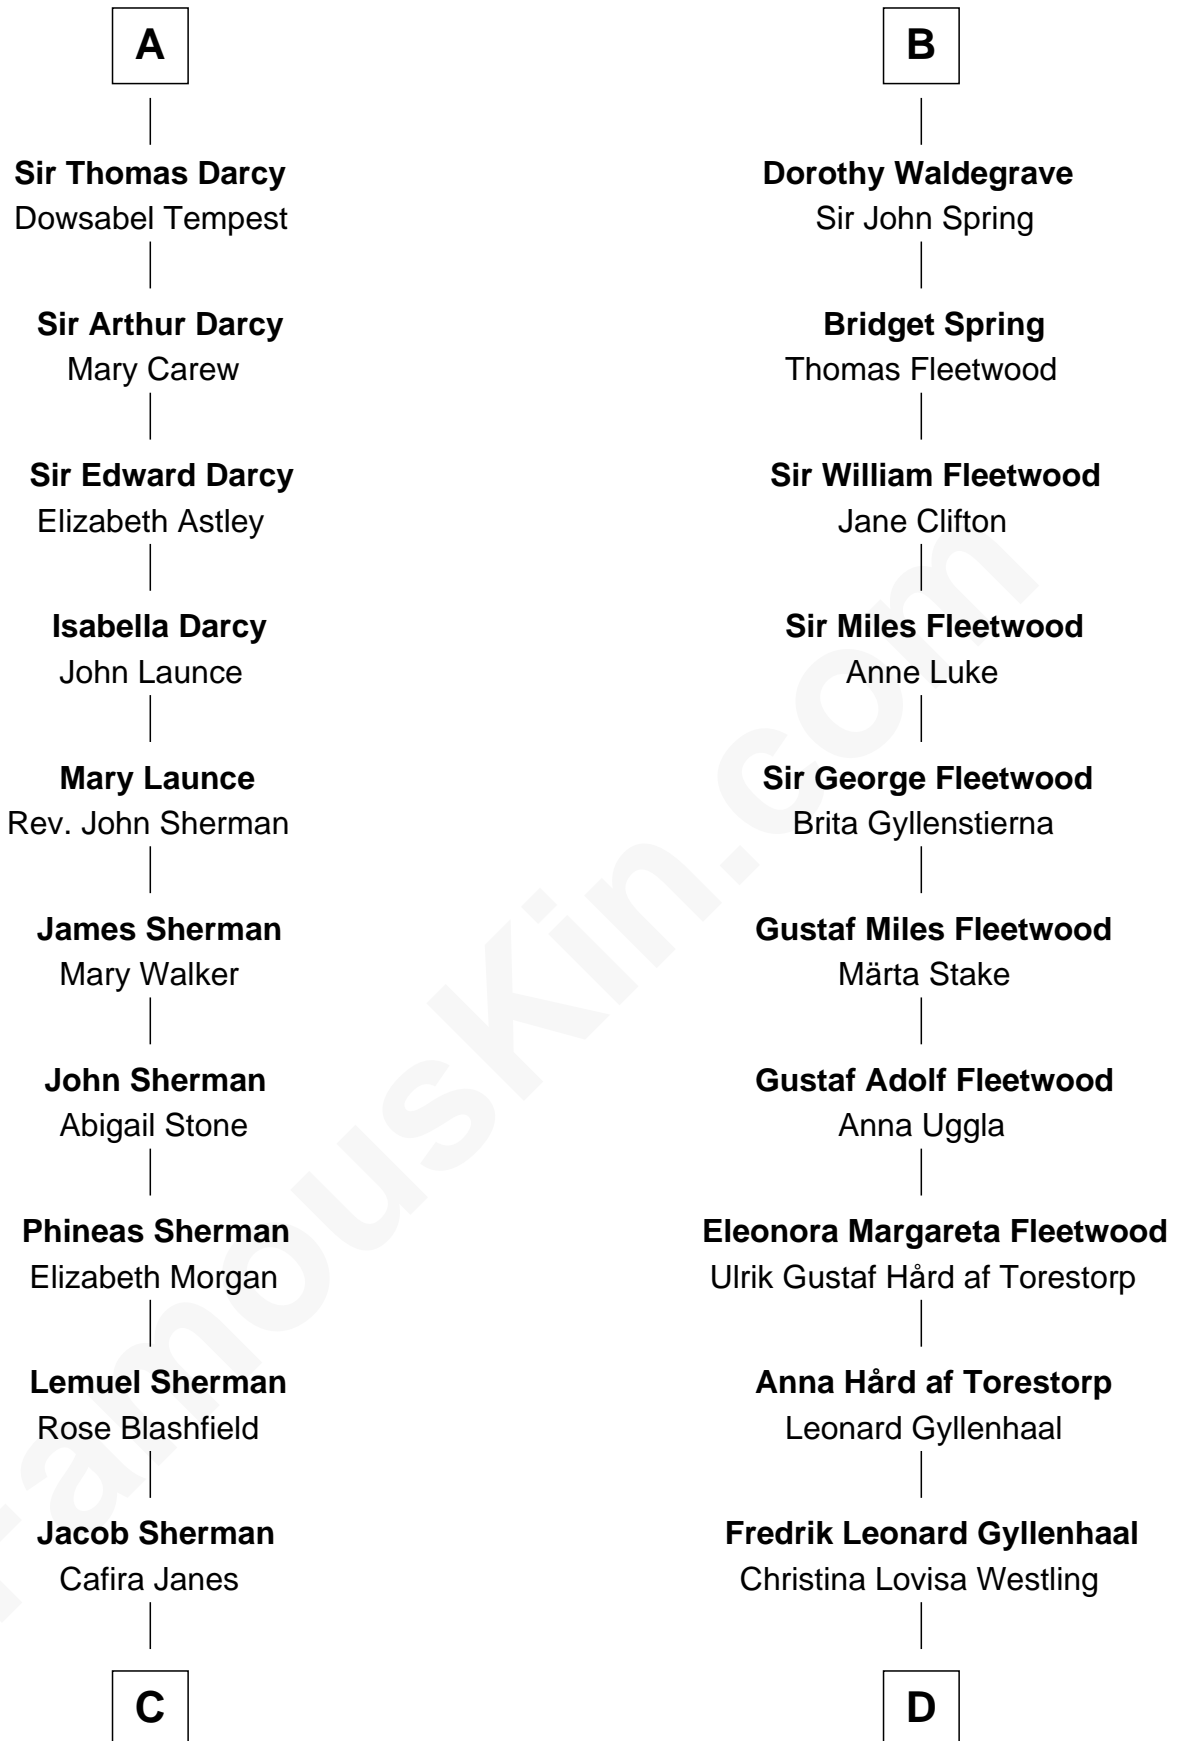 A
Sir Thomas Darcy
Dowsabel Tempest
Sir Arthur Darcy
Mary Carew
Sir Edward Darcy
Elizabeth Astley
Isabella Darcy
John Launce
Mary Launce
Rev. John Sherman
James Sherman
Mary Walker
John Sherman
Abigail Stone
Phineas Sherman
Elizabeth Morgan
Lemuel Sherman
Rose Blashfield
Jacob Sherman
Cafira Janes
C
B
Dorothy Waldegrave
Sir John Spring
Bridget Spring
Thomas Fleetwood
Sir William Fleetwood
Jane Clifton
Sir Miles Fleetwood
Anne Luke
Sir George Fleetwood
Brita Gyllenstierna
Gustaf Miles Fleetwood
Märta Stake
Gustaf Adolf Fleetwood
Anna Uggla
Eleonora Margareta Fleetwood
Ulrik Gustaf Hård af Torestorp
Anna Hård af Torestorp
Leonard Gyllenhaal
Fredrik Leonard Gyllenhaal
Christina Lovisa Westling
D
FamousKin.com